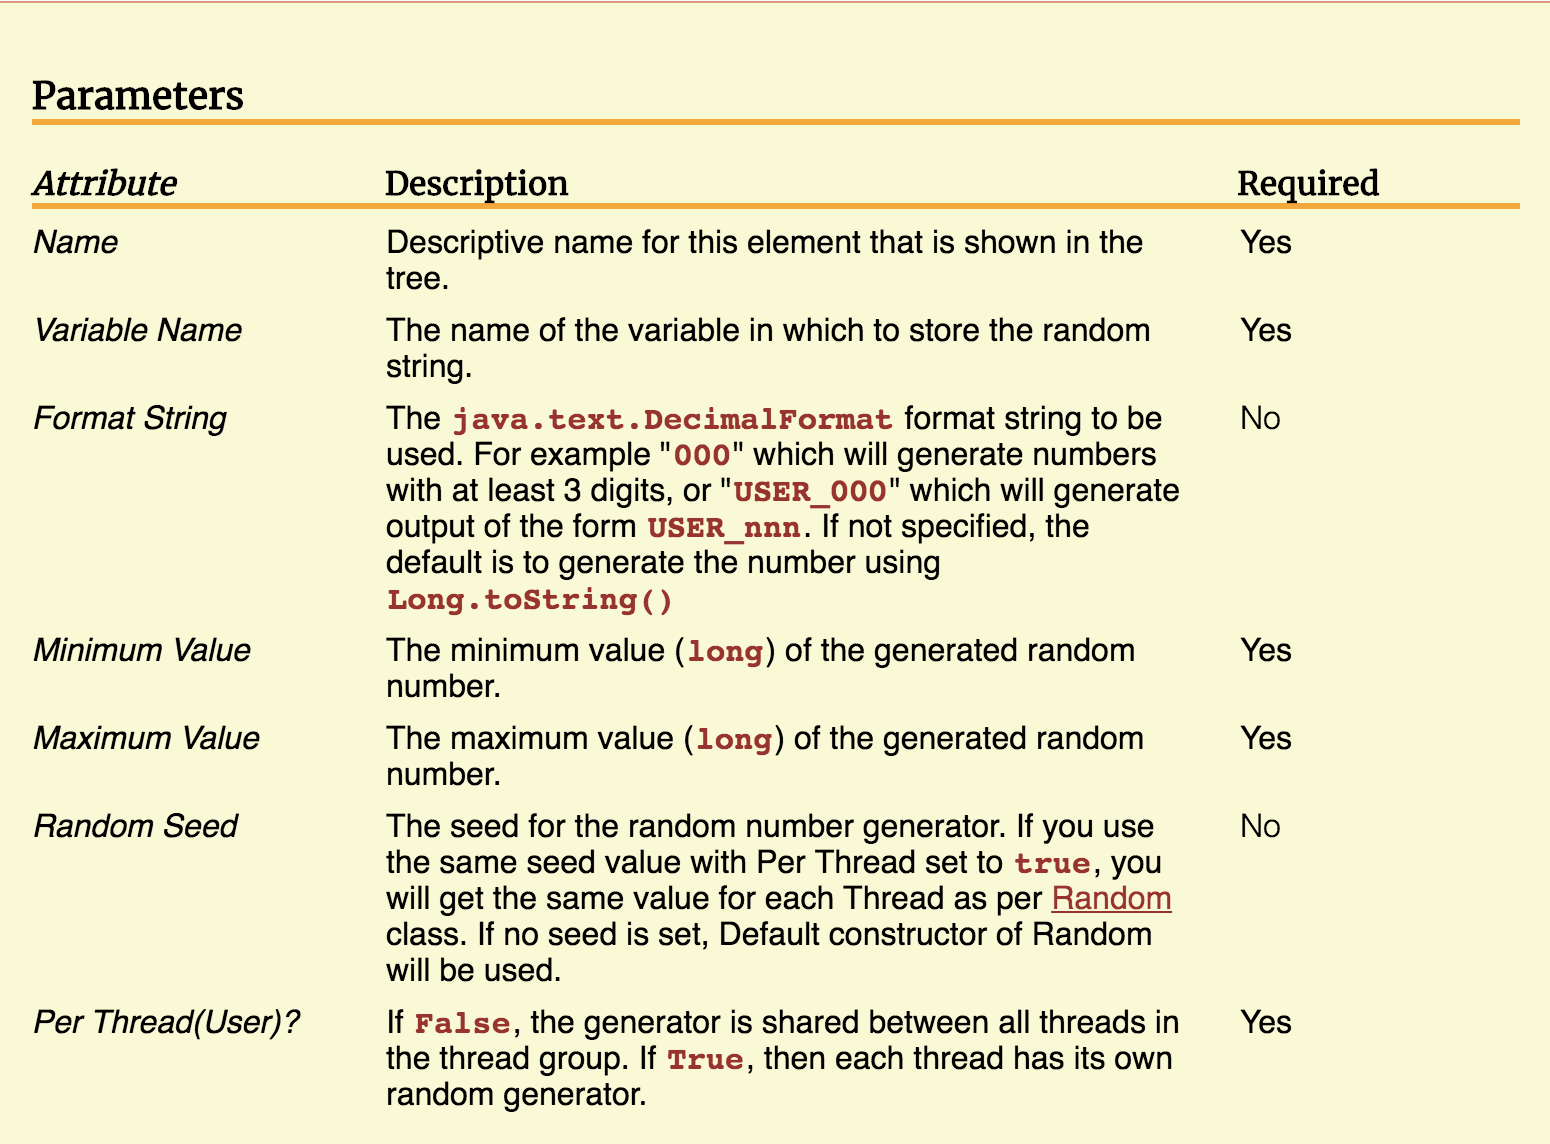 Parameters
Attribute Description Required
Name Descriptive name for this element that is shown in the Yes
tree.
Variable Name The name of the variable in which to store the random Yes
string.
Format String The java.text.DecimalFormat format string to be No
used. For example "000" which will generate numbers
with at least 3 digits, or "USER_000" which will generate
output of the form USER_nnn. If not specified, the
default is to generate the number using
Long.toString()
Minimum Value The minimum value (long) of the generated random Yes
number.
Maximum Value The maximum value (long) of the generated random Yes
number.
Random Seed The seed for the random number generator. If you use No
the same seed value with Per Thread set to true, you
will get the same value for each Thread as per Random
class. If no seed is set, Default constructor of Random
will be used.
Per Thread(User)? If False, the generator is shared between all threads in Yes
the thread group. If True, then each thread has its own
random generator.